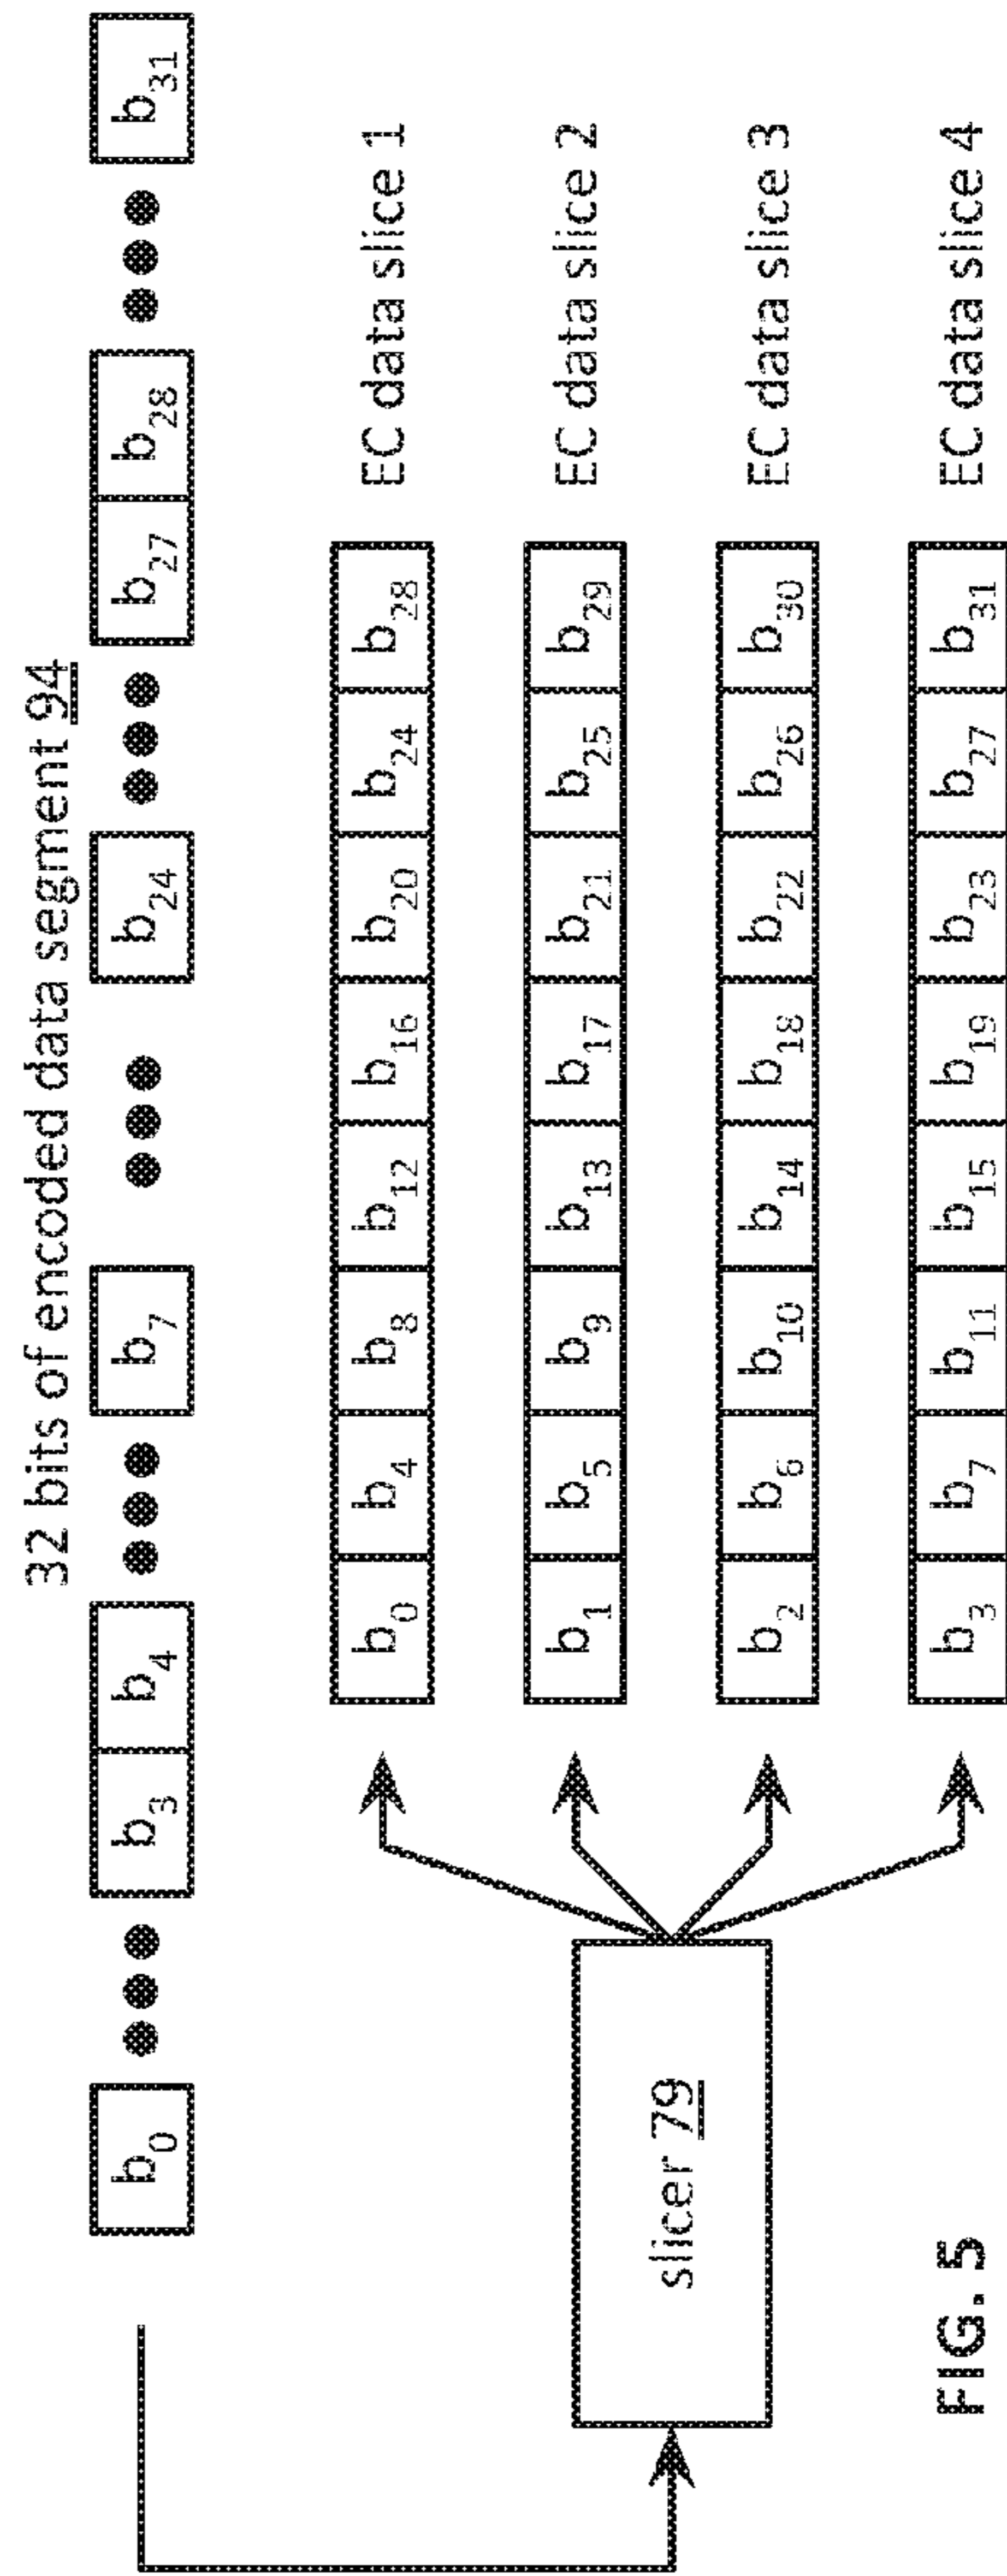 32 bits of encoded data segment 94
b0 b3 b4 b7 b24 b27 b28 b31
b0 b4 b8 b12 b16 b20 b24 b28 EC data slice 1
b1 b5 b9 b13 b17 b21 b25 b29 EC data slice 2
slicer 79
b2 b6 b10 b14 b18 b22 b26 b30 EC data slice 3
b3 b7 b11 b15 b19 b23 b27 b31 EC data slice 4
FIG. 5